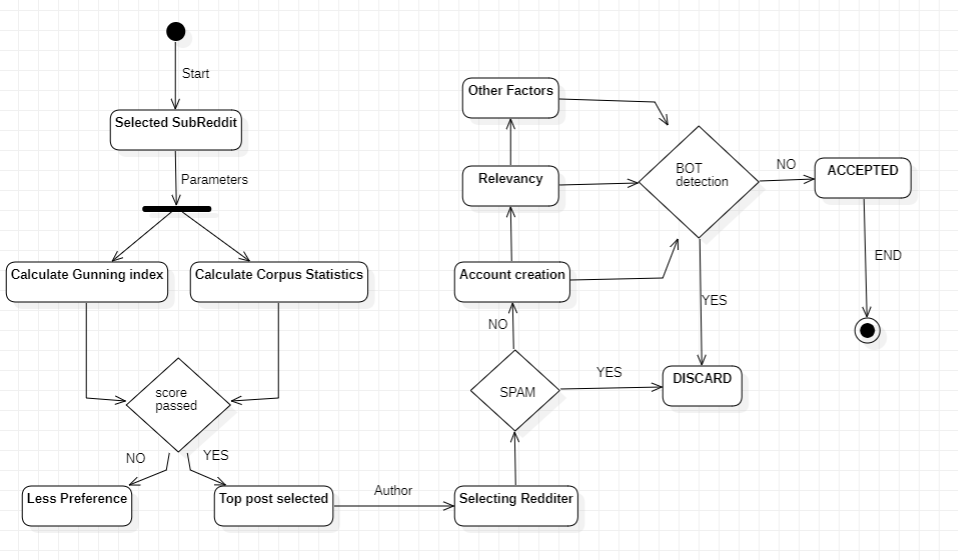 Start
Selected SubReddit
Parameters
Calculate Gunning index
Calculate Corpus Statistics
score
passed
NO
YES
Less Preference
Top post selected
Author
Selecting Redditer
SPAM
YES
NO
Account creation
Relevancy
Other Factors
BOT
detection
NO
ACCEPTED
YES
DISCARD
END